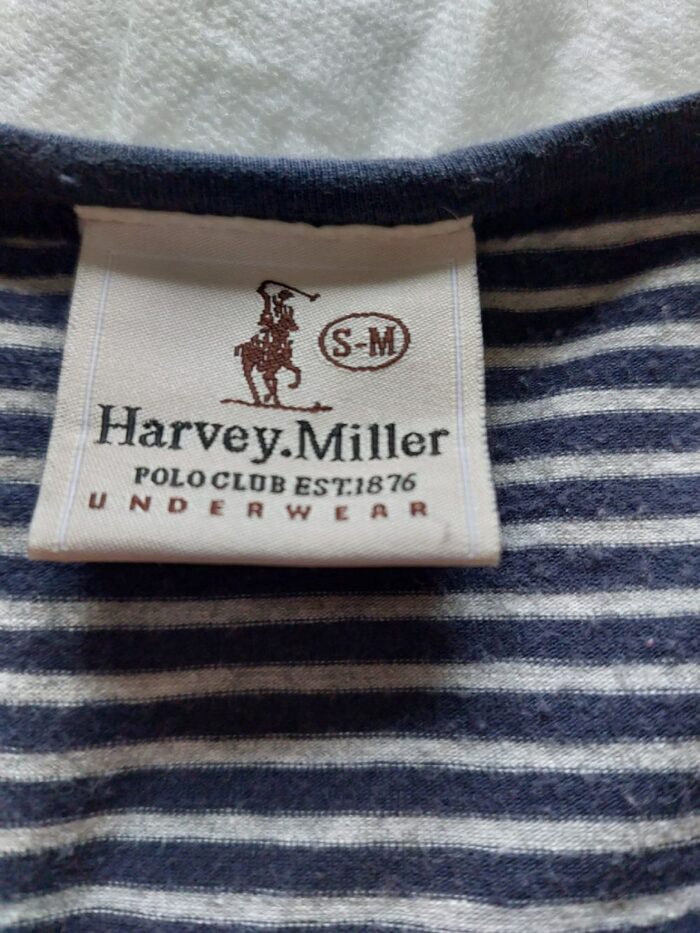 S-M
Harvey.Miller
POLO CLUB EST.1876
UNDERWEAR